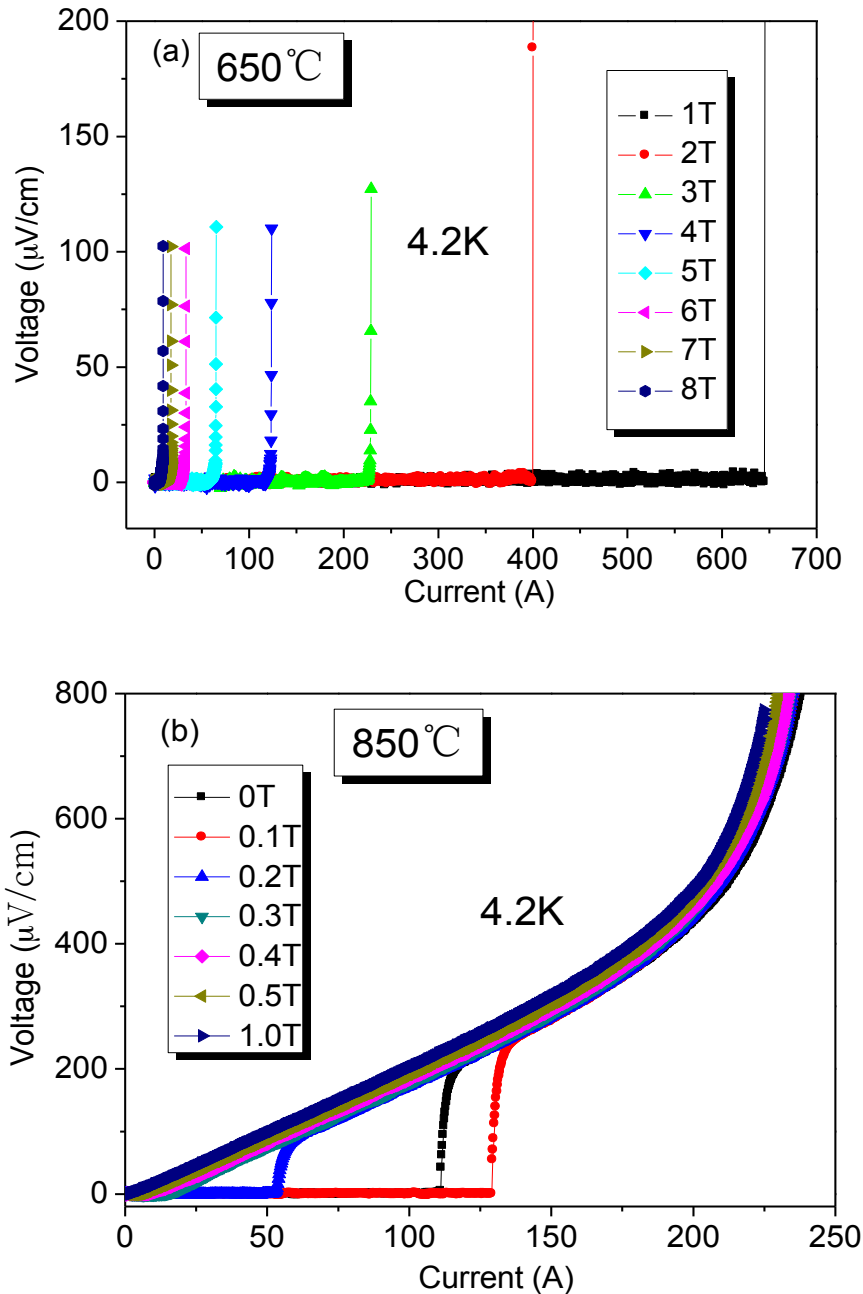 (a)
650℃
200
150
100
50
0
Voltage (μV/cm)
1T
2T
3T
4T
5T
6T
7T
8T
4.2K
0 100 200 300 400 500 600 700
Current (A)
(b)
850℃
800
600
400
200
0
Voltage (μV/cm)
0T
0.1T
0.2T
0.3T
0.4T
0.5T
1.0T
4.2K
0 50 100 150 200 250
Current (A)